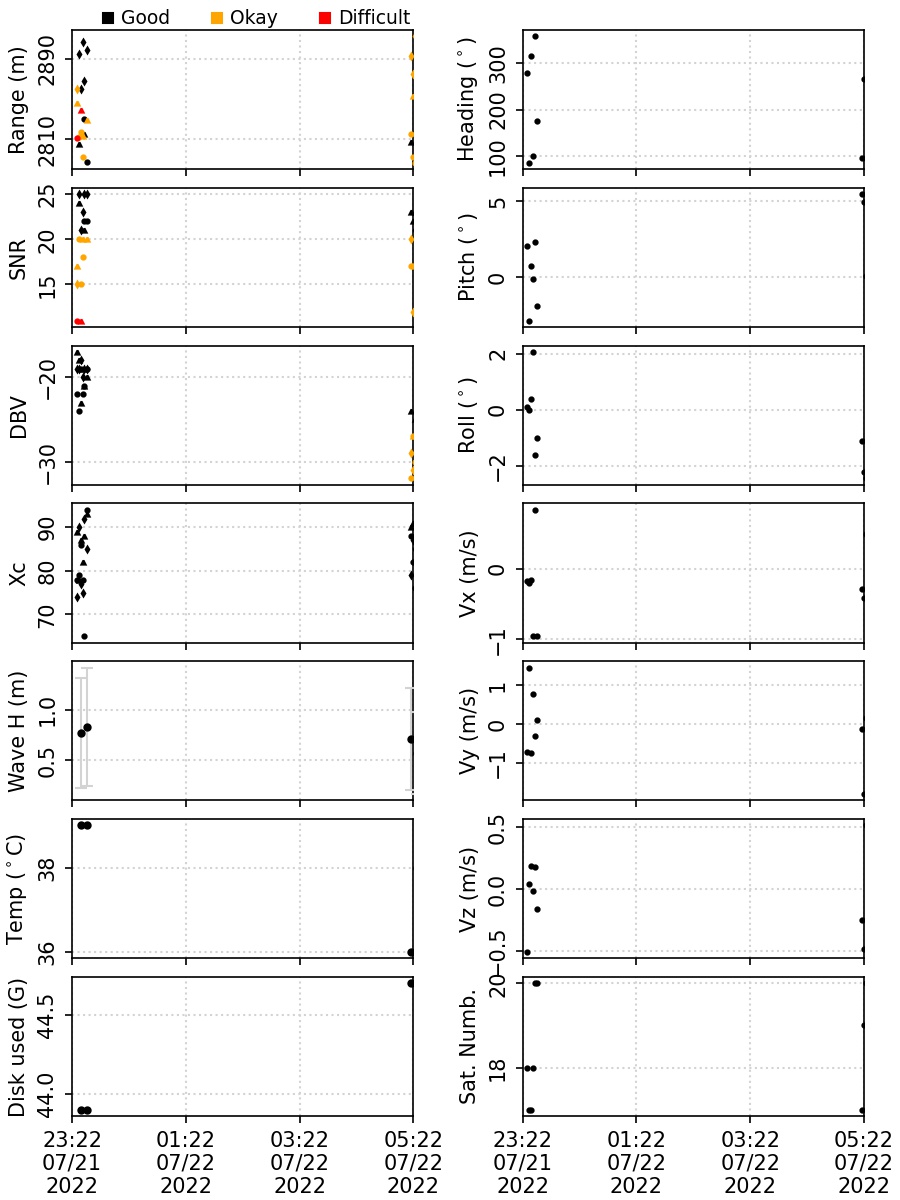 Good Okay Difficult
Range (m)
2890
2810
Heading (°)
300
200
100
SNR
25
20
15
Pitch (°)
5
0
DBV
−20
−30
Roll (°)
2
0
−2
Xc
90
80
70
Vx (m/s)
0
−1
Wave H (m)
1.0
0.5
Vy (m/s)
1
0
−1
Temp (°C)
38
36
Vz (m/s)
0.5
0.0
−0.5
Disk used (G)
44.5
44.0
Sat. Numb.
20
18
23:22 01:22 03:22 05:22 23:22 01:22 03:22 05:22
07/21 07/22 07/22 07/22 07/21 07/22 07/22 07/22
2022 2022 2022 2022 2022 2022 2022 2022